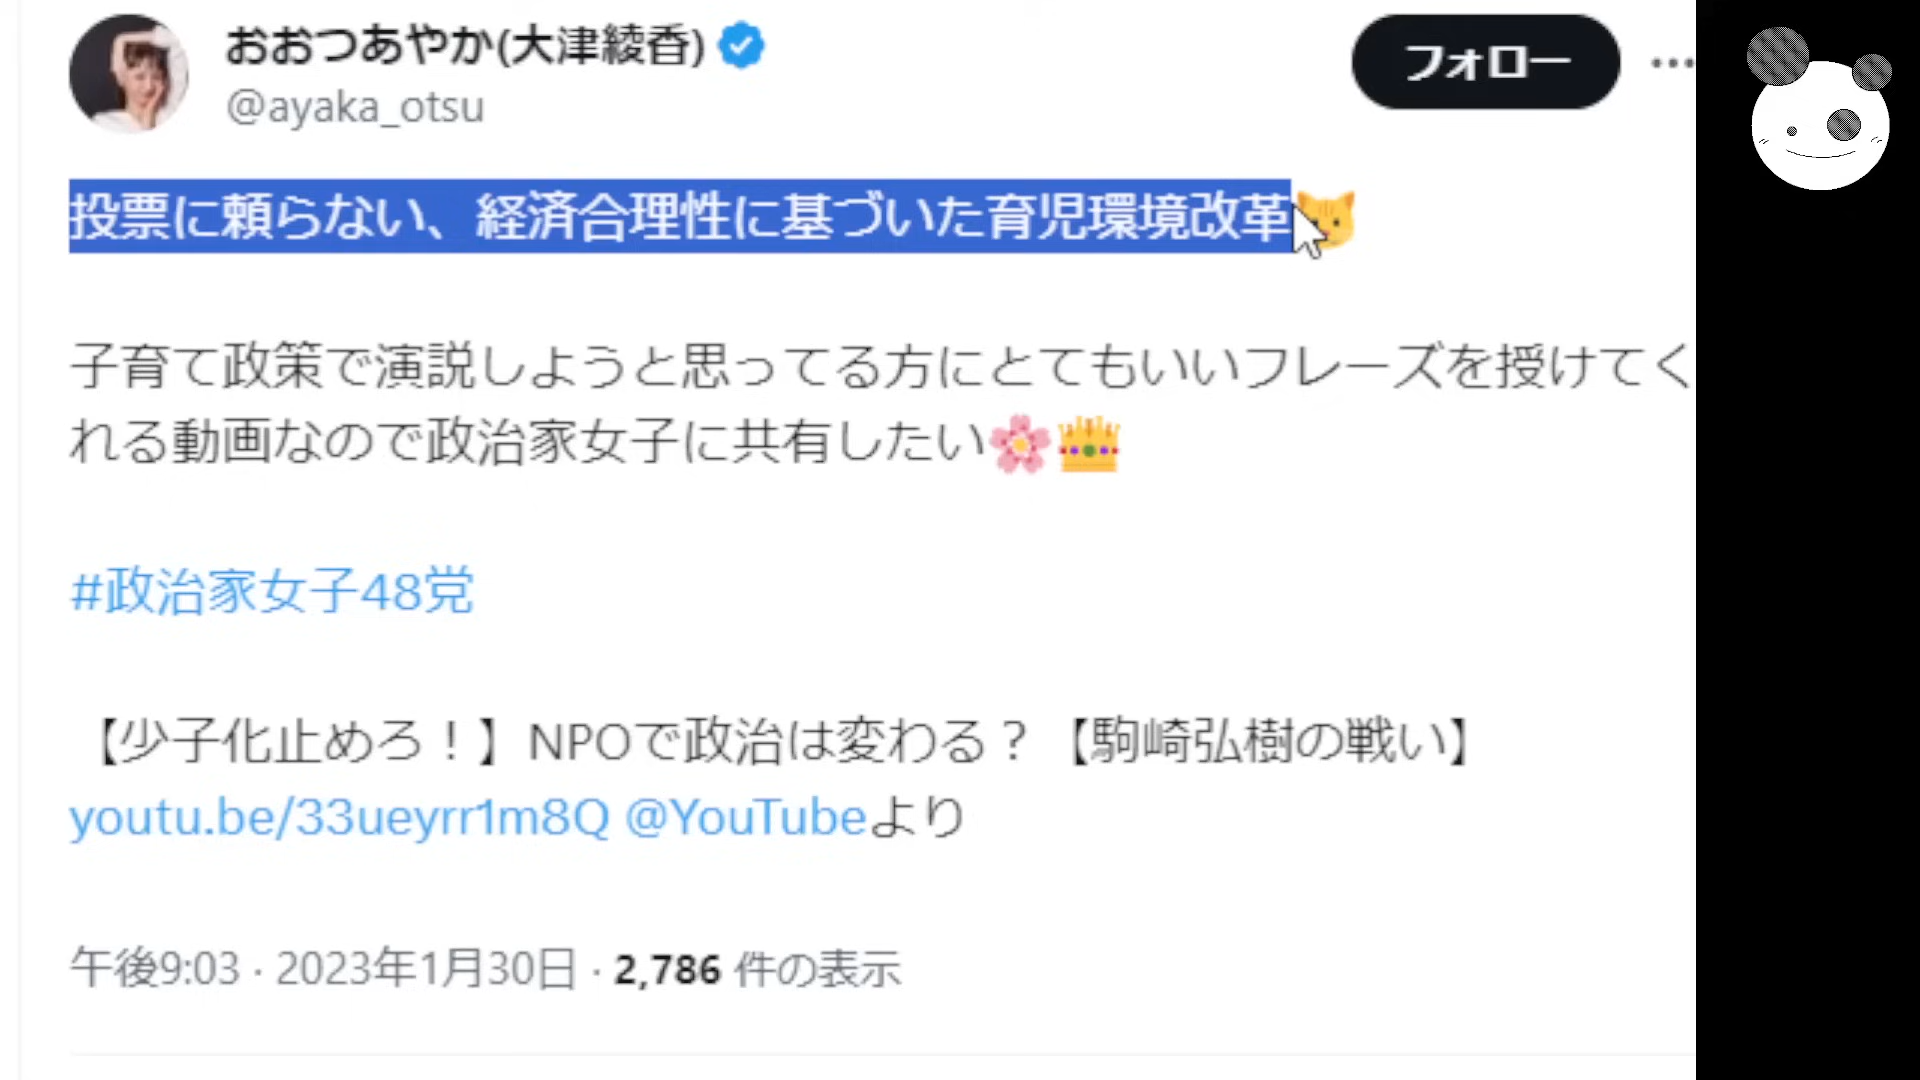 おおつあやか(大津綾香)
@ayaka_otsu
フォロー
投票に頼らない、経済合理性に基づいた育児環境改革
子育て政策で演説しようと思ってる方にとてもいいフレーズを授けてく
れる動画なので政治家女子に共有したい🌸👑
#政治家女子48党
【少子化止めろ！】NPOで政治は変わる？【駒崎弘樹の戦い】
youtu.be/33ueyrr1m8Q @YouTubeより
午後9:03 · 2023年1月30日 · 2,786 件の表示